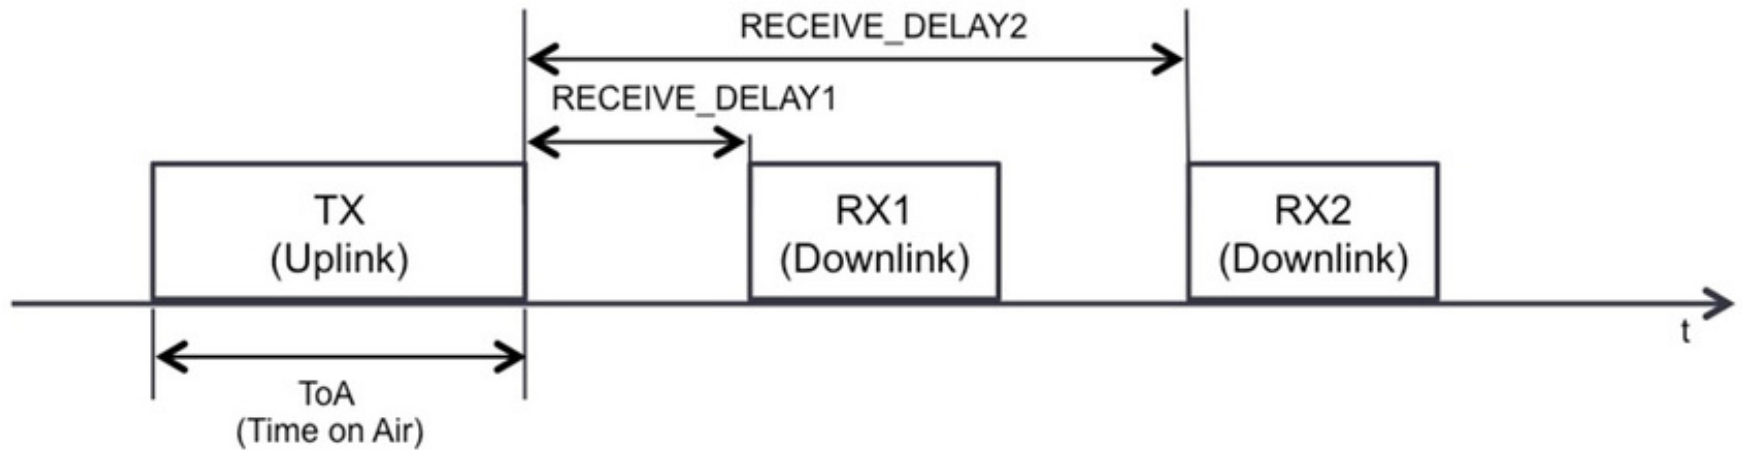 RECEIVE_DELAY2
RECEIVE_DELAY1
TX
(Uplink)
RX1
(Downlink)
RX2
(Downlink)
t
ToA
(Time on Air)